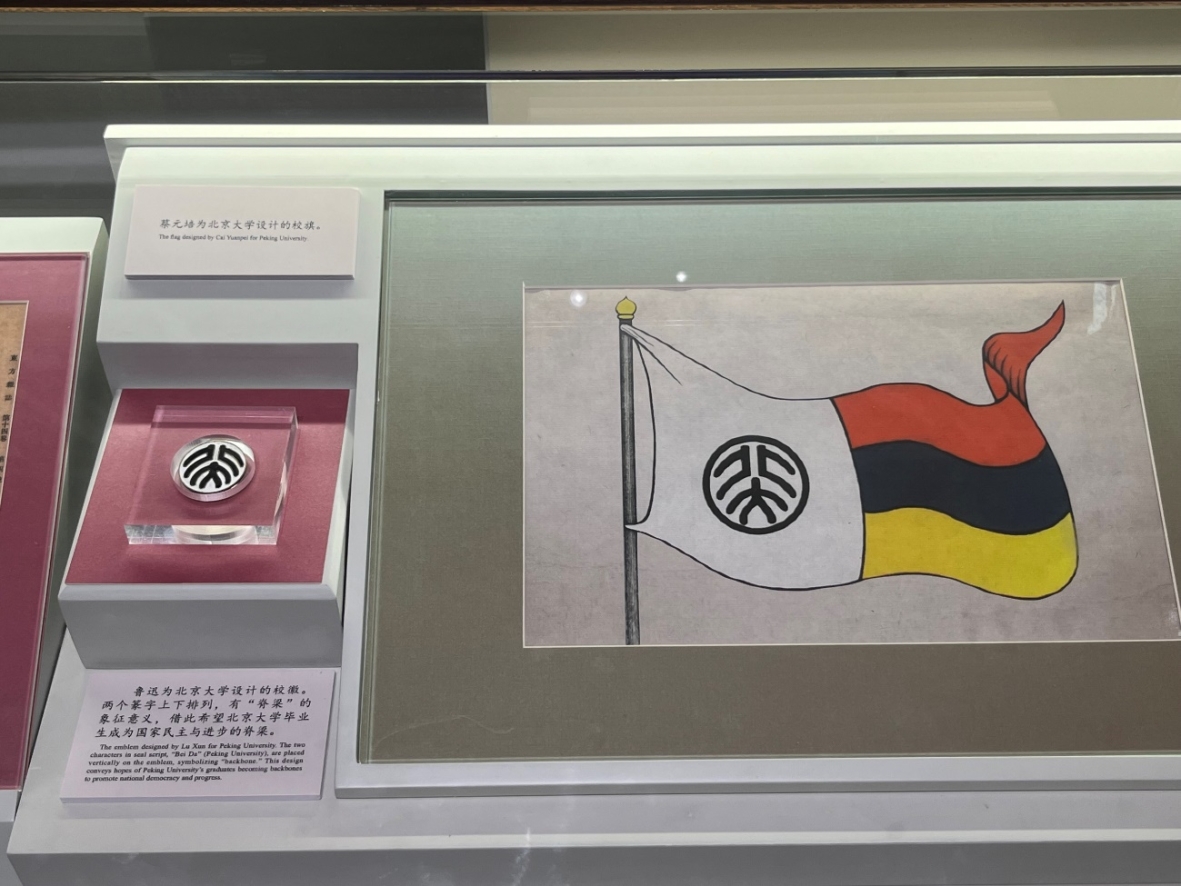 蔡元培为北京大学设计的校旗。
The flag designed by Cai Yuanpei for Peking University
鲁迅为北京大学设计的校徽。
两个篆字上下排列，有“脊梁”的
象征意义，借此希望北京大学毕业
生成为国家民主与进步的脊梁。
The emblem designed by Lu Xun for Peking University. The two
characters in seal script, “Bei Da” (Peking University), are placed
vertically on the emblem, symbolizing “backbone.” This design
conveys hopes of Peking University's graduates becoming backbones
to promote national democracy and progress.
北大
北大